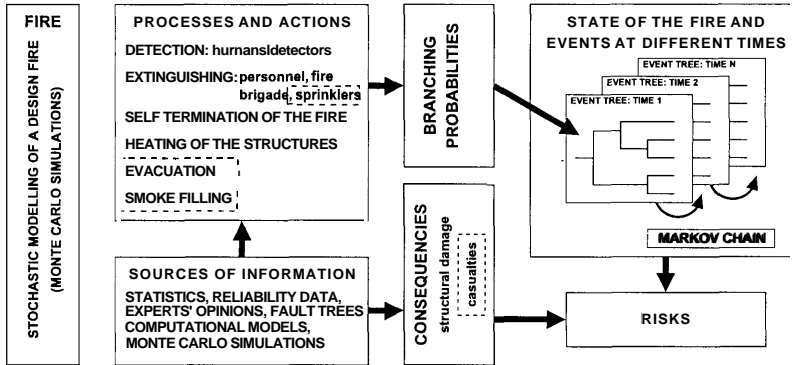 FIRE
STOCHASTIC MODELLING OF A DESIGN FIRE
(MONTE CARLO SIMULATIONS)
PROCESSES AND ACTIONS
DETECTION: hurnansldetectors
EXTINGUISHING: personnel, fire
brigade, sprinklers
SELF TERMINATION OF THE FIRE
HEATING OF THE STRUCTURES
EVACUATION
SMOKE FILLING
SOURCES OF INFORMATION
STATISTICS, RELIABILITY DATA,
EXPERTS' OPINIONS, FAULT TREES
COMPUTATIONAL MODELS,
MONTE CARLO SIMULATIONS
BRANCHING
PROBABILITIES
CONSEQUENCIES
structural damage
casualties
STATE OF THE FIRE AND
EVENTS AT DIFFERENT TIMES
EVENT TREE: TIME N
EVENT TREE: TIME 2
EVENT TREE: TIME 1
MARKOV CHAIN
RISKS